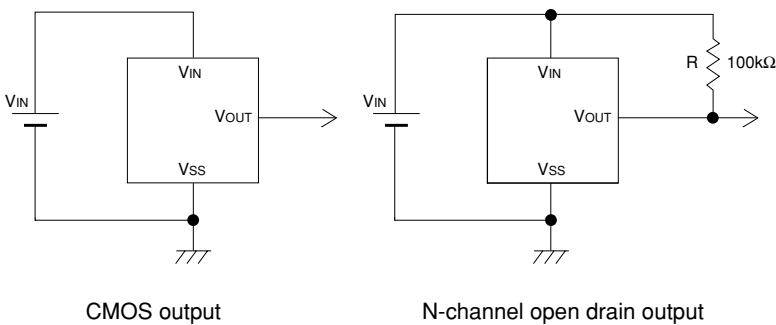 VIN
VIN
VOUT
VSS
CMOS output
VIN
VIN
VOUT
VSS
R 100kΩ
N-channel open drain output